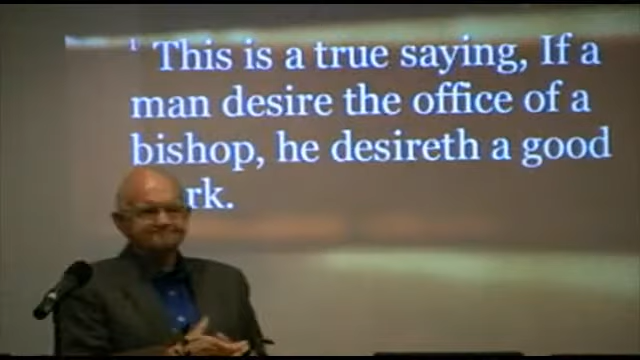 1 This is a true saying, If a
man desire the office of a
bishop, he desireth a good
rk.